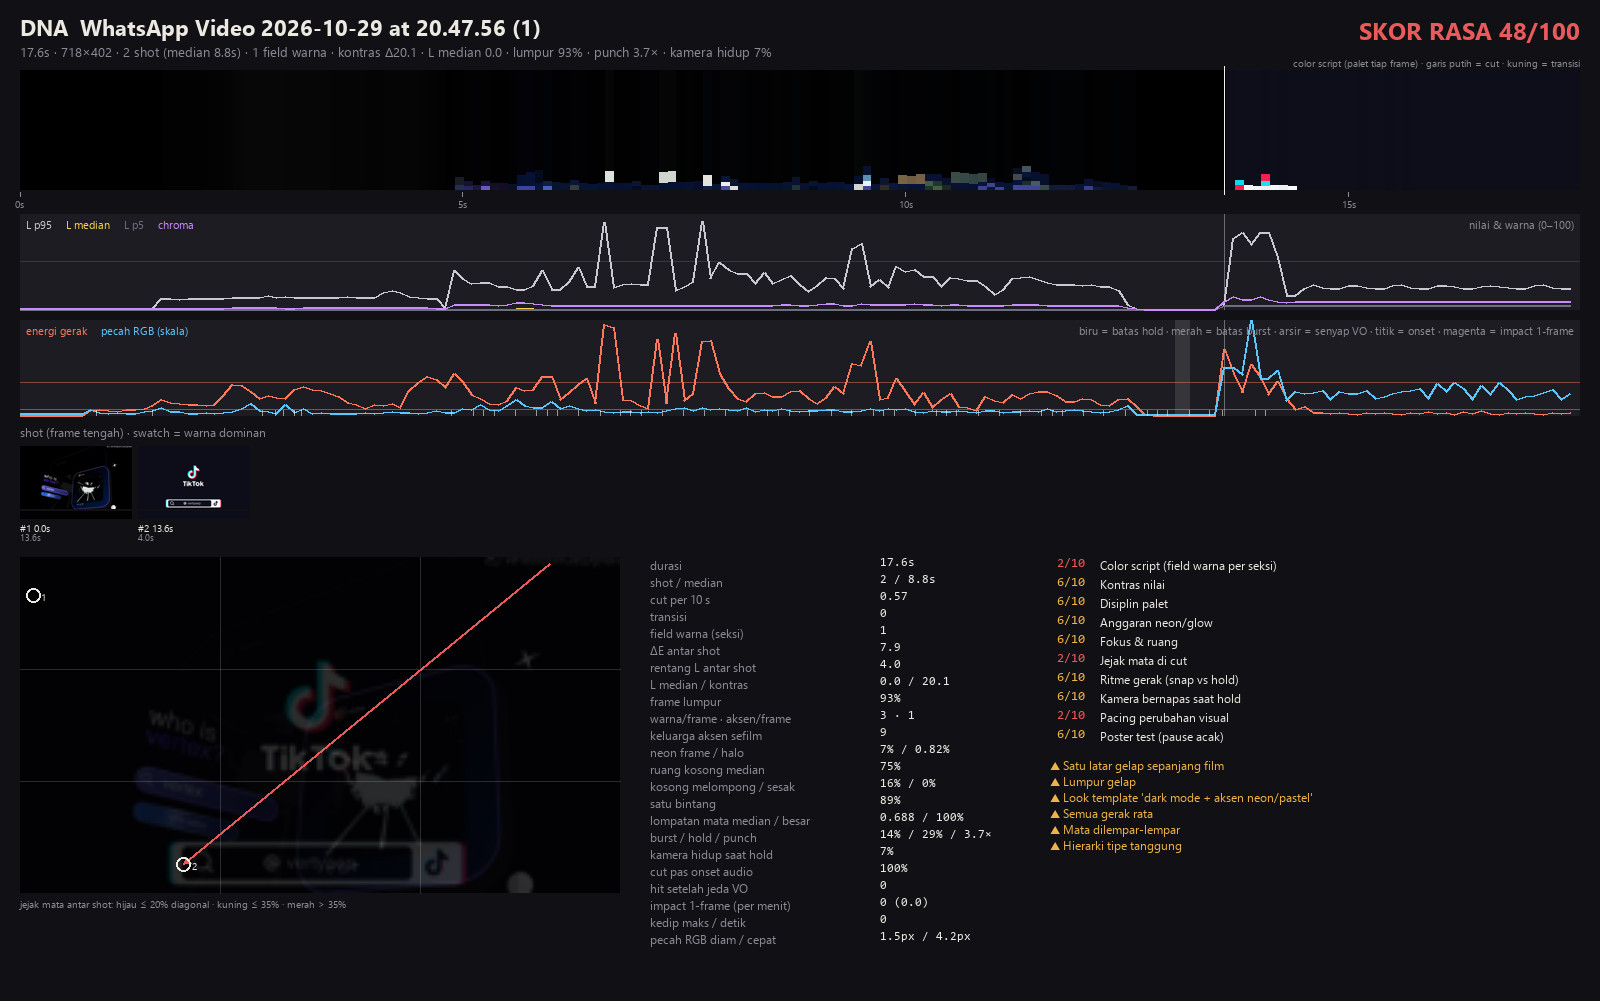 DNA  WhatsApp Video 2026-10-29 at 20.47.56 (1)
SKOR RASA 48/100
17.6s · 718×402 · 2 shot (median 8.8s) · 1 field warna · kontras Δ20.1 · L median 0.0 · lumpur 93% · punch 3.7× · kamera hidup 7%
color script (palet tiap frame) · garis putih = cut · kuning = transisi
0s 5s 10s 15s
L p95 L median L p5 chroma nilai & warna (0–100)
energi gerak pecah RGB (skala) biru = batas hold · merah = batas burst · arsir = senyap VO · titik = onset · magenta = impact 1-frame
shot (frame tengah) · swatch = warna dominan
who is
TikTok
#1 0.0s
13.6s
#2 13.6s
4.0s
1
who is
vertex?
TikTok
2
jejak mata antar shot: hijau ≤ 20% diagonal · kuning ≤ 35% · merah > 35%
durasi 17.6s
shot / median 2 / 8.8s
cut per 10 s 0.57
transisi 0
field warna (seksi) 1
ΔE antar shot 7.9
rentang L antar shot 4.0
L median / kontras 0.0 / 20.1
frame lumpur 93%
warna/frame · aksen/frame 3 · 1
keluarga aksen sefilm 9
neon frame / halo 7% / 0.82%
ruang kosong median 75%
kosong melompong / sesak 16% / 0%
satu bintang 89%
lompatan mata median / besar 0.688 / 100%
burst / hold / punch 14% / 29% / 3.7×
kamera hidup saat hold 7%
cut pas onset audio 100%
hit setelah jeda VO 0
impact 1-frame (per menit) 0 (0.0)
kedip maks / detik 0
pecah RGB diam / cepat 1.5px / 4.2px
2/10 Color script (field warna per seksi)
6/10 Kontras nilai
6/10 Disiplin palet
6/10 Anggaran neon/glow
6/10 Fokus & ruang
2/10 Jejak mata di cut
6/10 Ritme gerak (snap vs hold)
6/10 Kamera bernapas saat hold
2/10 Pacing perubahan visual
6/10 Poster test (pause acak)
▲ Satu latar gelap sepanjang film
▲ Lumpur gelap
▲ Look template 'dark mode + aksen neon/pastel'
▲ Semua gerak rata
▲ Mata dilempar-lempar
▲ Hierarki tipe tanggung